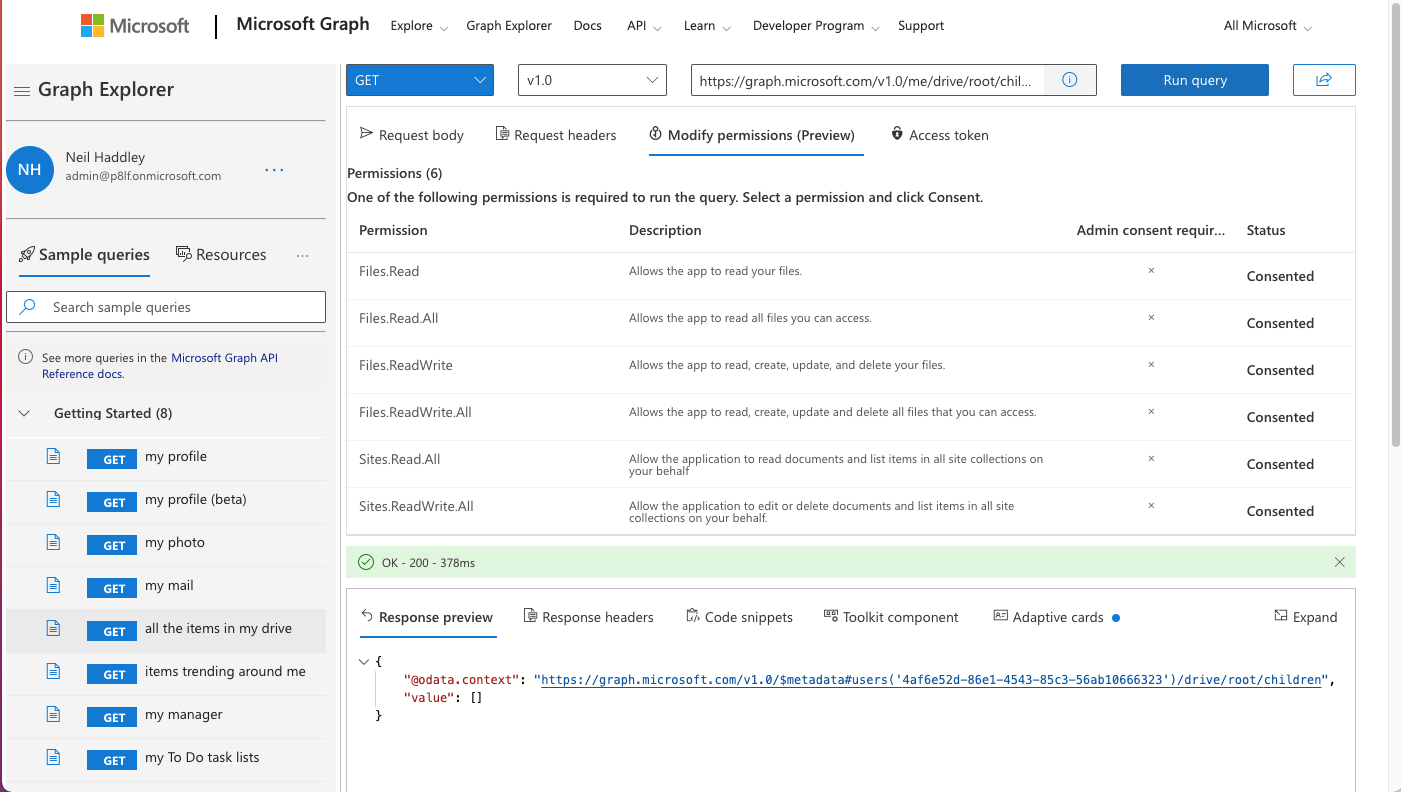 Microsoft
Microsoft Graph
Explore
Graph Explorer
Docs
API
Learn
Developer Program
Support
All Microsoft
Graph Explorer
NH
Neil Haddley
admin@p8lf.onmicrosoft.com
...
Sample queries
Resources
...
Search sample queries
See more queries in the Microsoft Graph API
Reference docs.
Getting Started (8)
GET my profile
GET my profile (beta)
GET my photo
GET my mail
GET all the items in my drive
GET items trending around me
GET my manager
GET my To Do task lists
GET
v1.0
https://graph.microsoft.com/v1.0/me/drive/root/chil...
Run query
Request body
Request headers
Modify permissions (Preview)
Access token
Permissions (6)
One of the following permissions is required to run the query. Select a permission and click Consent.
Permission Description Admin consent requir... Status
Files.Read Allows the app to read your files. × Consented
Files.Read.All Allows the app to read all files you can access. × Consented
Files.ReadWrite Allows the app to read, create, update, and delete your files. × Consented
Files.ReadWrite.All Allows the app to read, create, update and delete all files that you can access. × Consented
Sites.Read.All Allow the application to read documents and list items in all site collections on × Consented
your behalf
Sites.ReadWrite.All Allow the application to edit or delete documents and list items in all site × Consented
collections on your behalf.
OK - 200 - 378ms
Response preview
Response headers
Code snippets
Toolkit component
Adaptive cards
Expand
{
"@odata.context": "https://graph.microsoft.com/v1.0/$metadata#users('4af6e52d-86e1-4543-85c3-56ab10666323')/drive/root/children",
"value": []
}